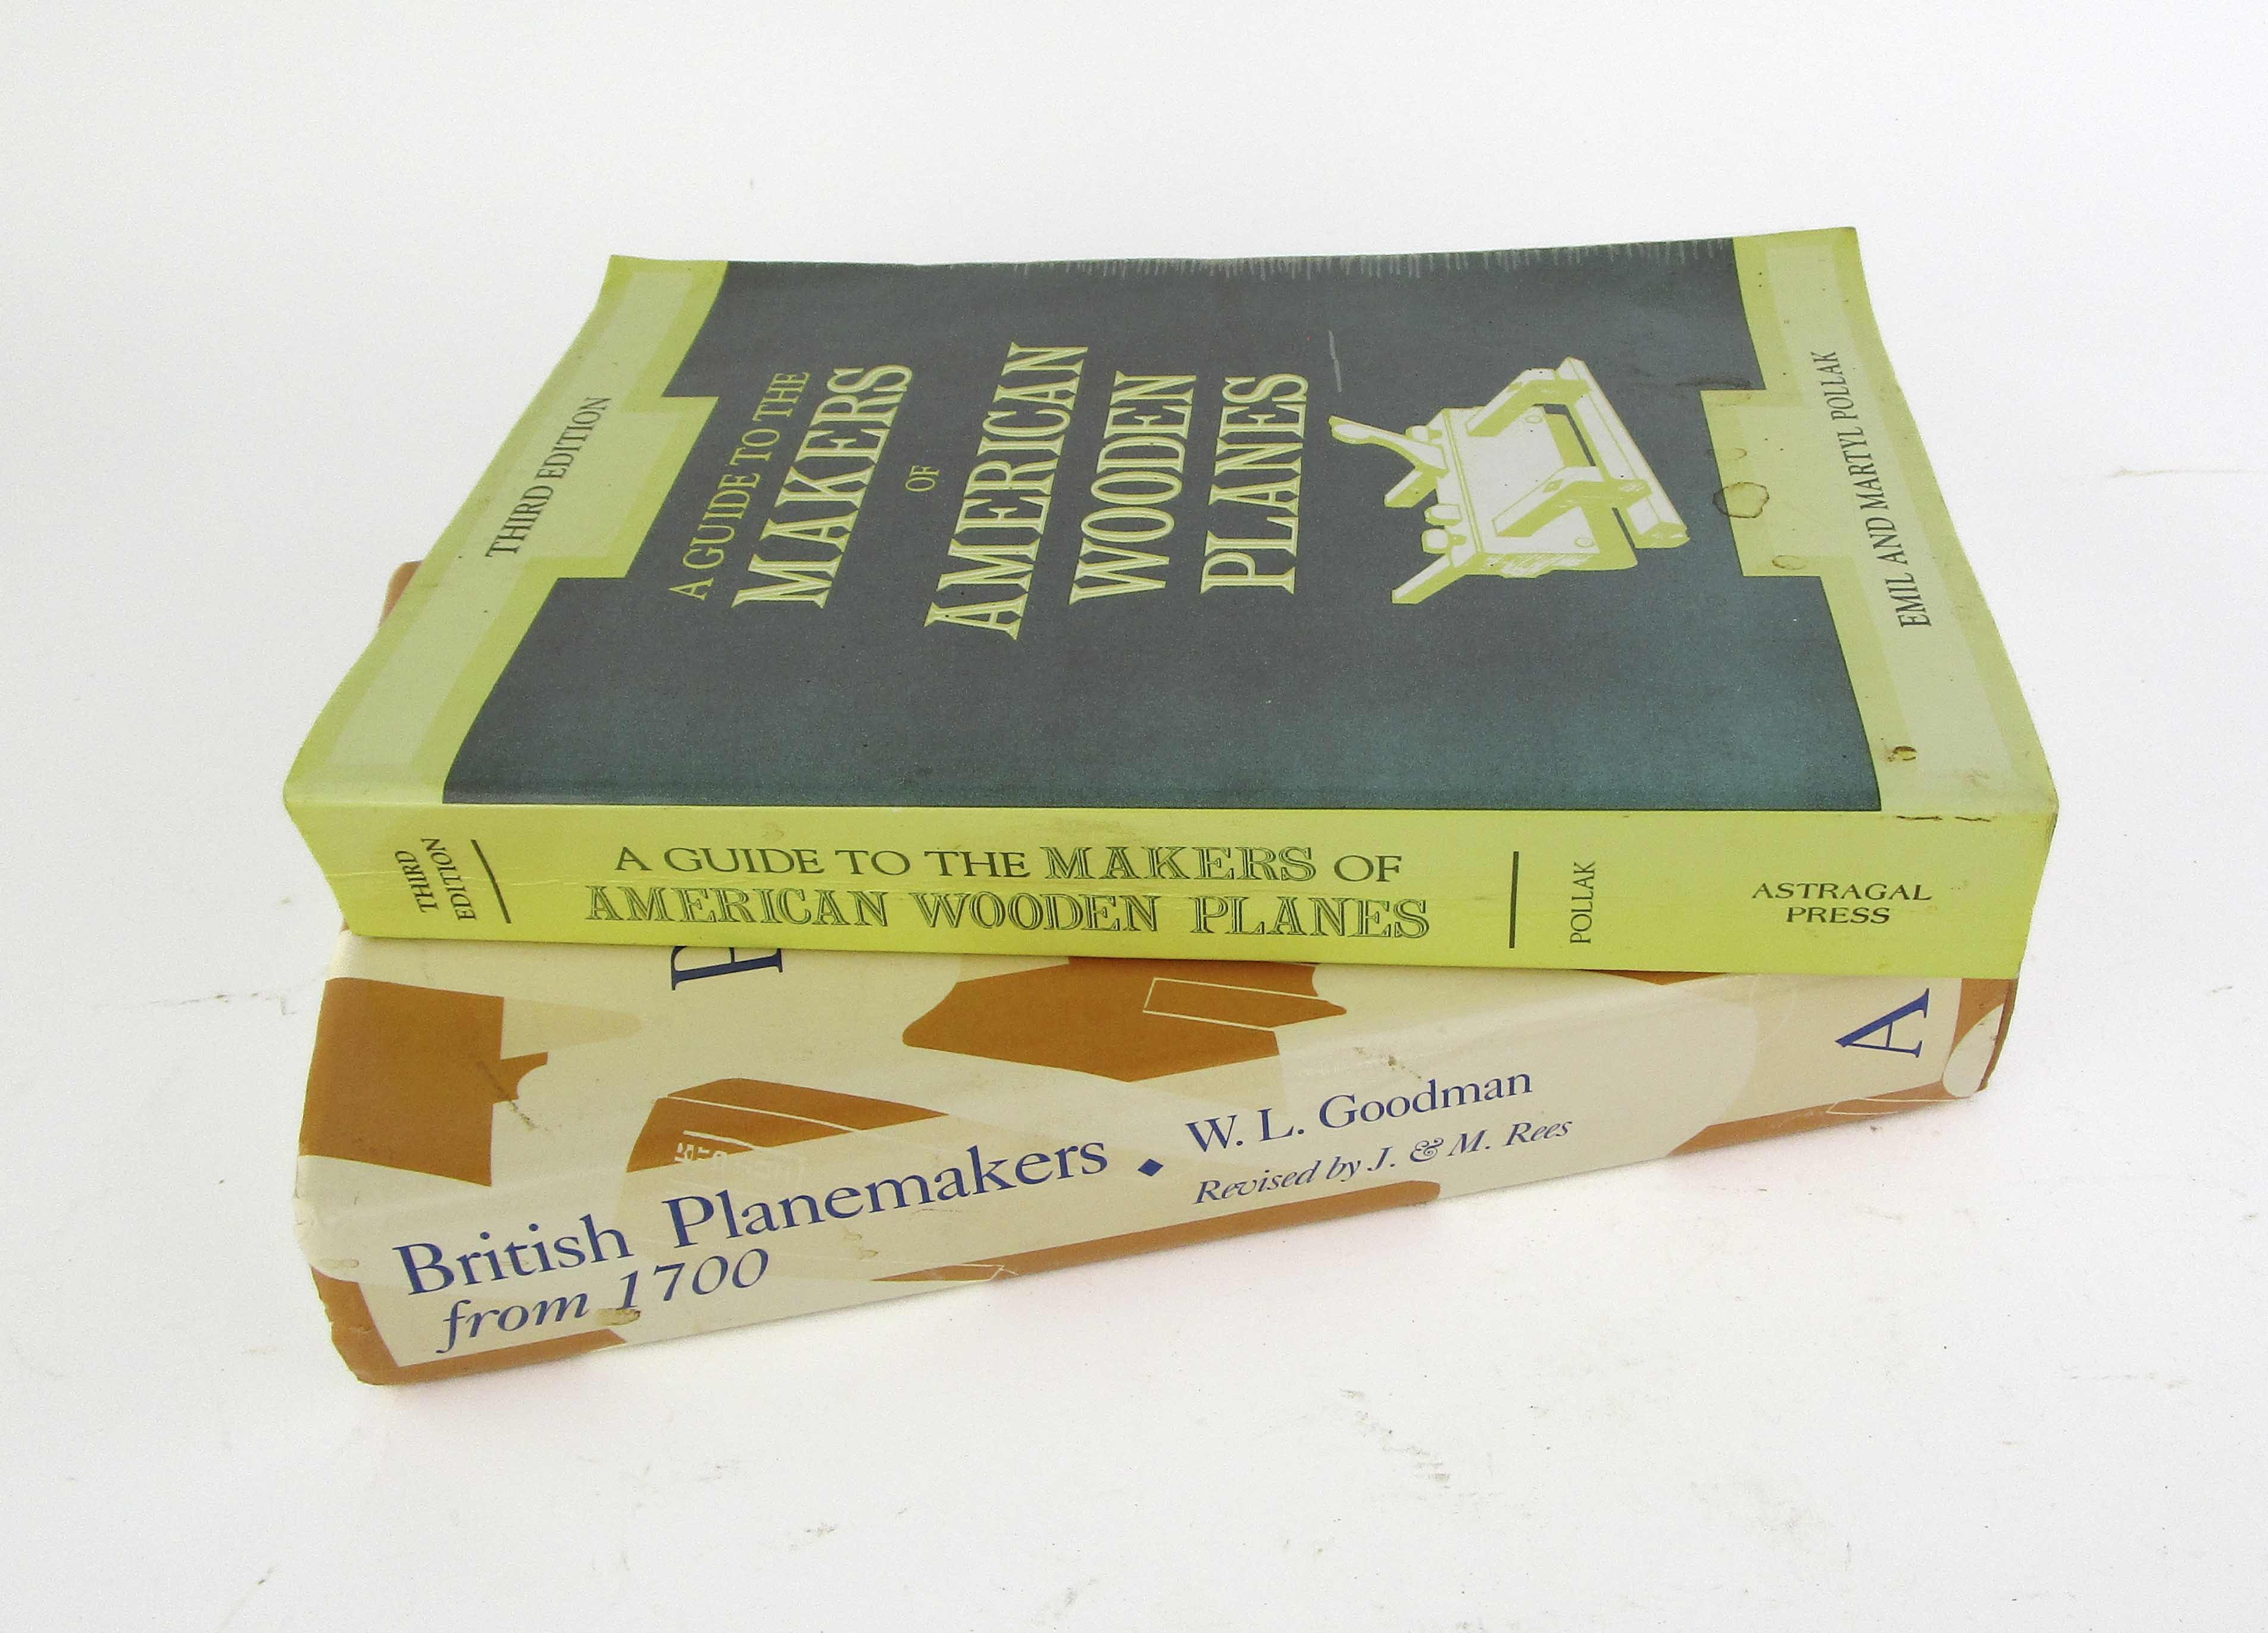 THIRD EDITION
A GUIDE TO THE
MAKERS
OF
AMERICAN
WOODEN
PLANES
EMIL AND MARTYL POLLAK
THIRD
EDITION
A GUIDE TO THE MAKERS OF
AMERICAN WOODEN PLANES
POLLAK
ASTRAGAL
PRESS
A
British Planemakers ◆ W. L. Goodman
from 1700
Revised by J. & M. Rees